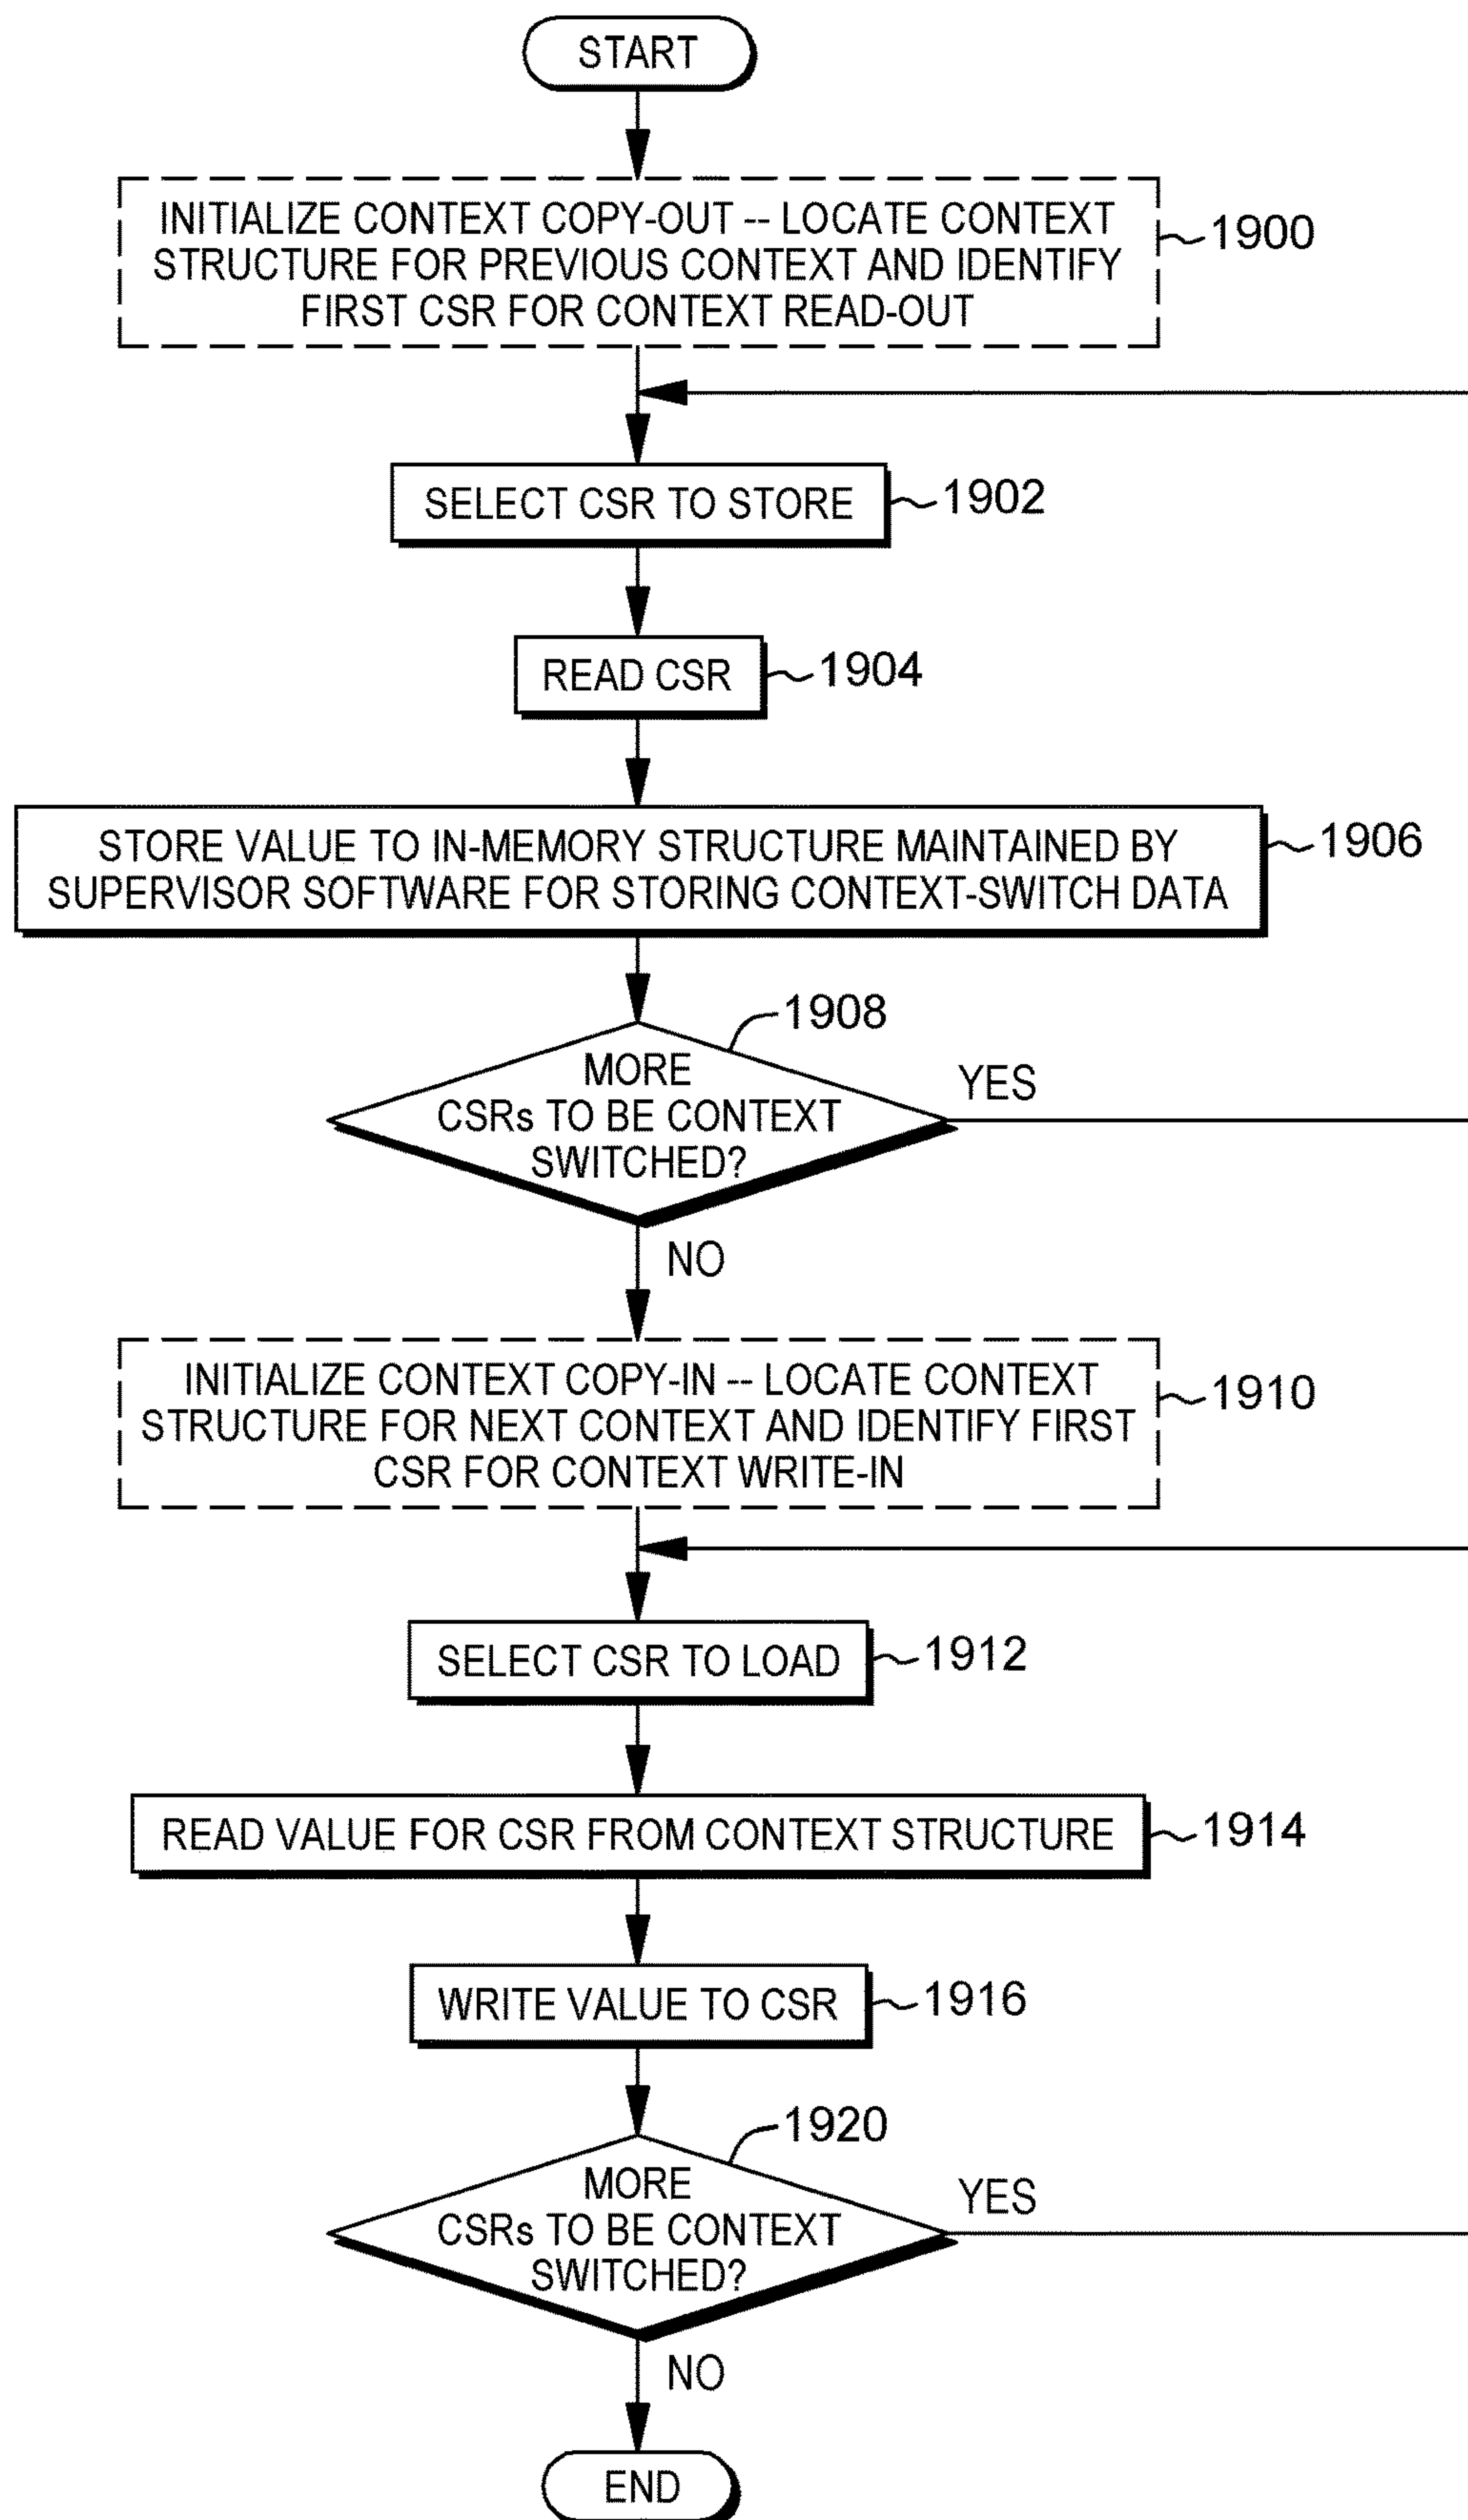 START
INITIALIZE CONTEXT COPY-OUT -- LOCATE CONTEXT
STRUCTURE FOR PREVIOUS CONTEXT AND IDENTIFY
FIRST CSR FOR CONTEXT READ-OUT
1900
SELECT CSR TO STORE
1902
READ CSR
1904
STORE VALUE TO IN-MEMORY STRUCTURE MAINTAINED BY
SUPERVISOR SOFTWARE FOR STORING CONTEXT-SWITCH DATA
1906
1908
MORE
CSRs TO BE CONTEXT
SWITCHED?
YES
NO
INITIALIZE CONTEXT COPY-IN -- LOCATE CONTEXT
STRUCTURE FOR NEXT CONTEXT AND IDENTIFY FIRST
CSR FOR CONTEXT WRITE-IN
1910
SELECT CSR TO LOAD
1912
READ VALUE FOR CSR FROM CONTEXT STRUCTURE
1914
WRITE VALUE TO CSR
1916
1920
MORE
CSRs TO BE CONTEXT
SWITCHED?
YES
NO
END